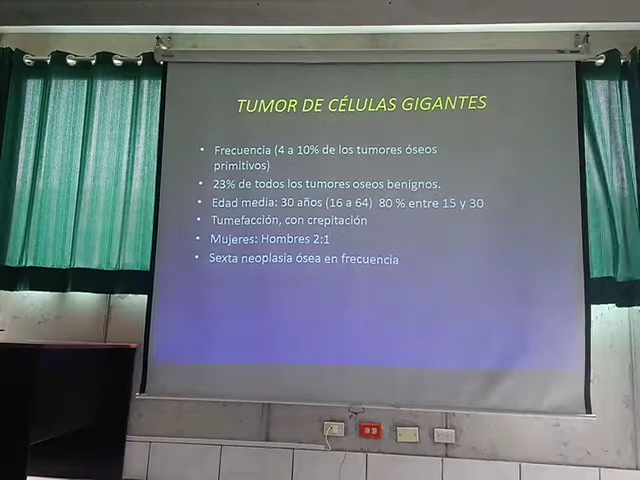 TUMOR DE CÉLULAS GIGANTES
• Frecuencia (4 a 10% de los tumores óseos
primitivos)
• 23% de todos los tumores oseos benignos.
• Edad media: 30 años (16 a 64) 80 % entre 15 y 30
• Tumefacción, con crepitación
• Mujeres: Hombres 2:1
• Sexta neoplasia ósea en frecuencia